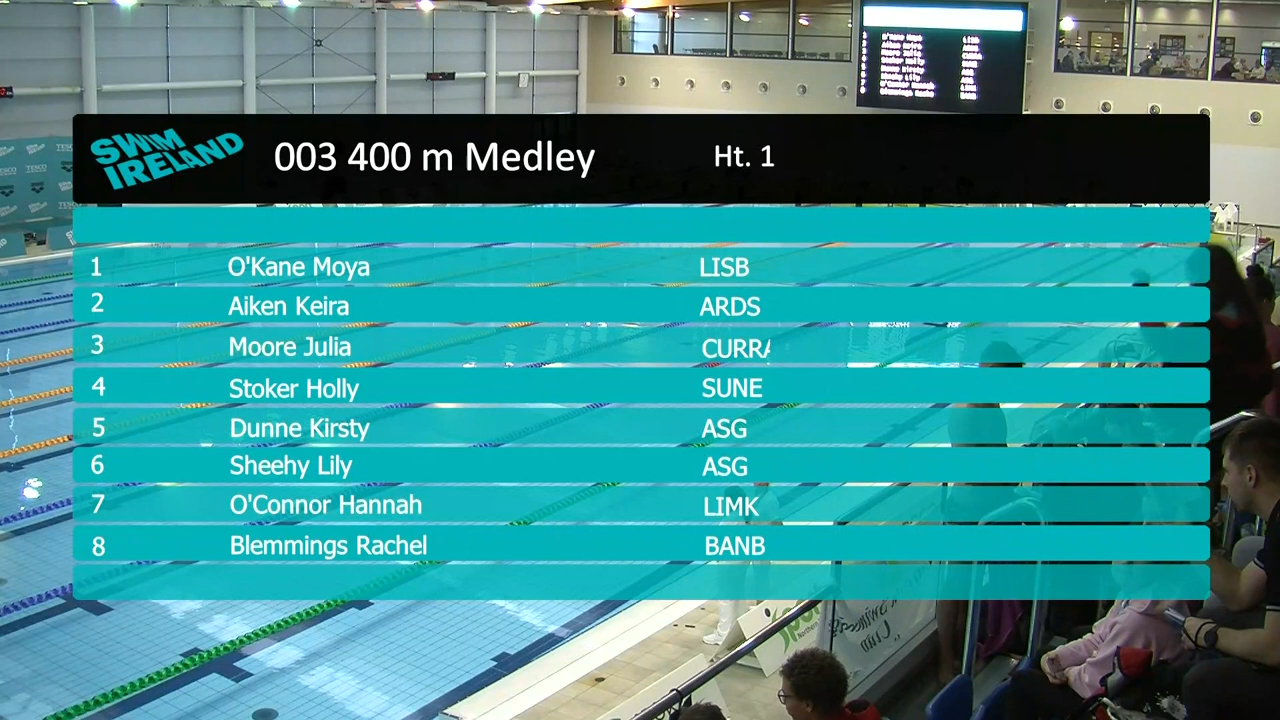 SWIM
IRELAND
003 400 m Medley Ht. 1
1 O'Kane Moya LISB
2 Aiken Keira ARDS
3 Moore Julia CURRA
4 Stoker Holly SUNE
5 Dunne Kirsty ASG
6 Sheehy Lily ASG
7 O'Connor Hannah LIMK
8 Blemmings Rachel BANB
TESCO